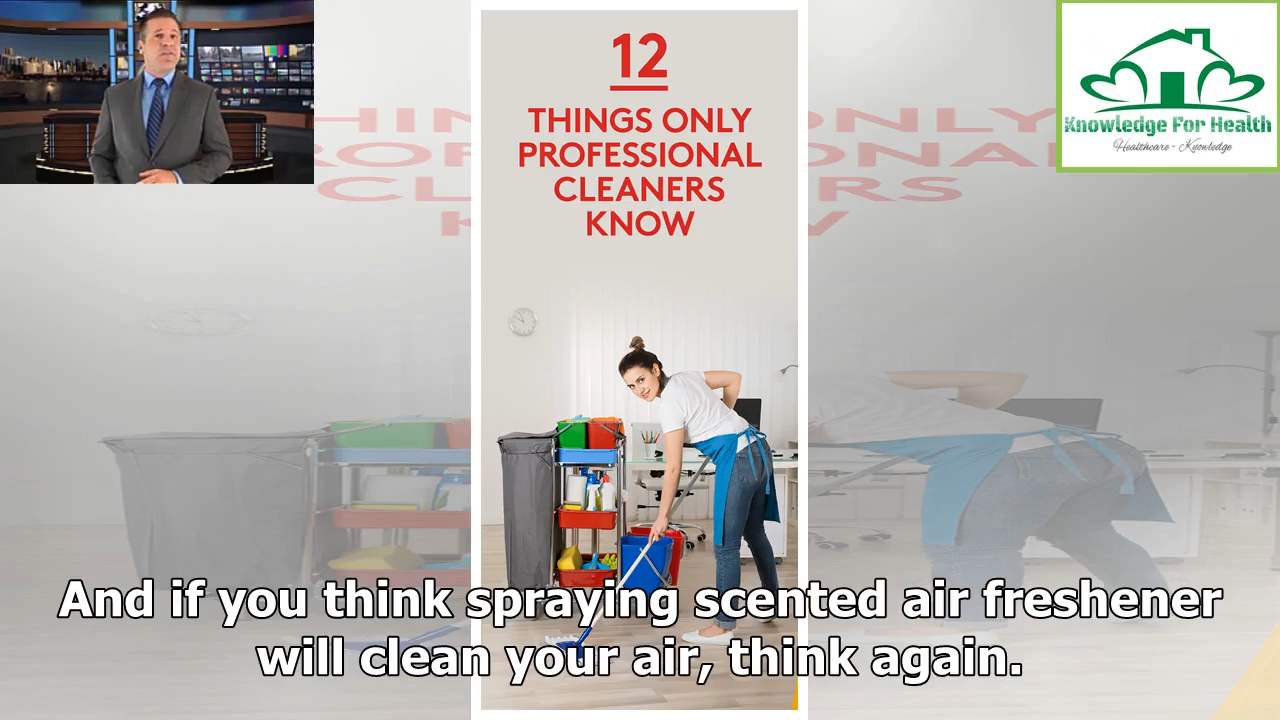 12
THINGS ONLY
PROFESSIONAL
CLEANERS
KNOW
Knowledge For Health
Healthcare - Knowledge
And if you think spraying scented air freshener
will clean your air, think again.